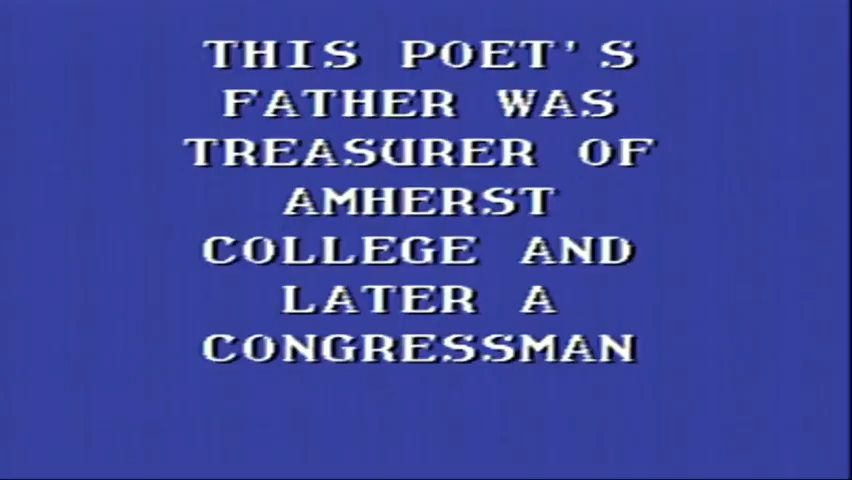 THIS POET'S
FATHER WAS
TREASURER OF
AMHERST
COLLEGE AND
LATER A
CONGRESSMAN